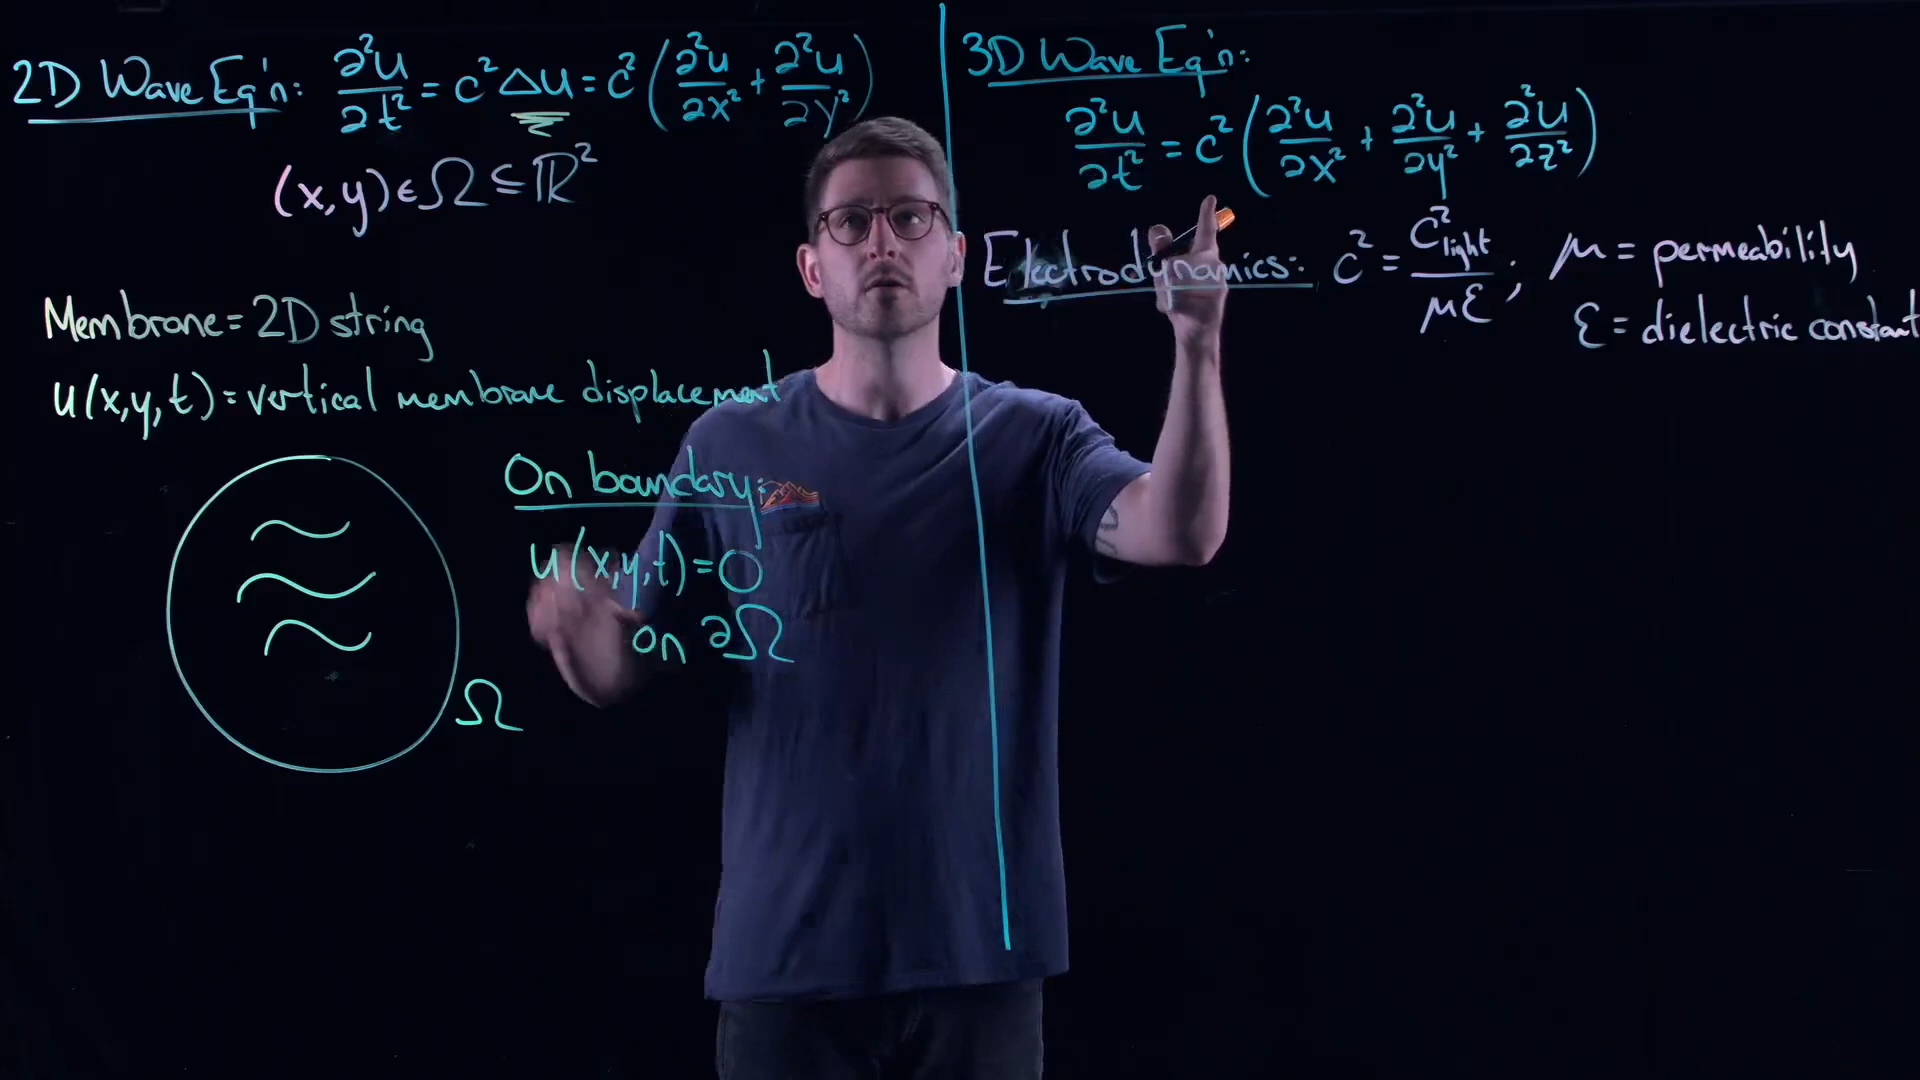 2D Wave Eq'n: ∂²u/∂t² = c² Δu = c² (∂²u/∂x² + ∂²u/∂y²)
(x,y) ∈ Ω ⊆ ℝ²
Membrane = 2D string
u(x,y,t) = vertical membrane displacement
On boundary:
u(x,y,t) = 0
on ∂Ω
Ω
3D Wave Eq'n:
∂²u/∂t² = c² (∂²u/∂x² + ∂²u/∂y² + ∂²u/∂z²)
Electrodynamics: c² = c²light/με ; μ = permeability
ε = dielectric constant